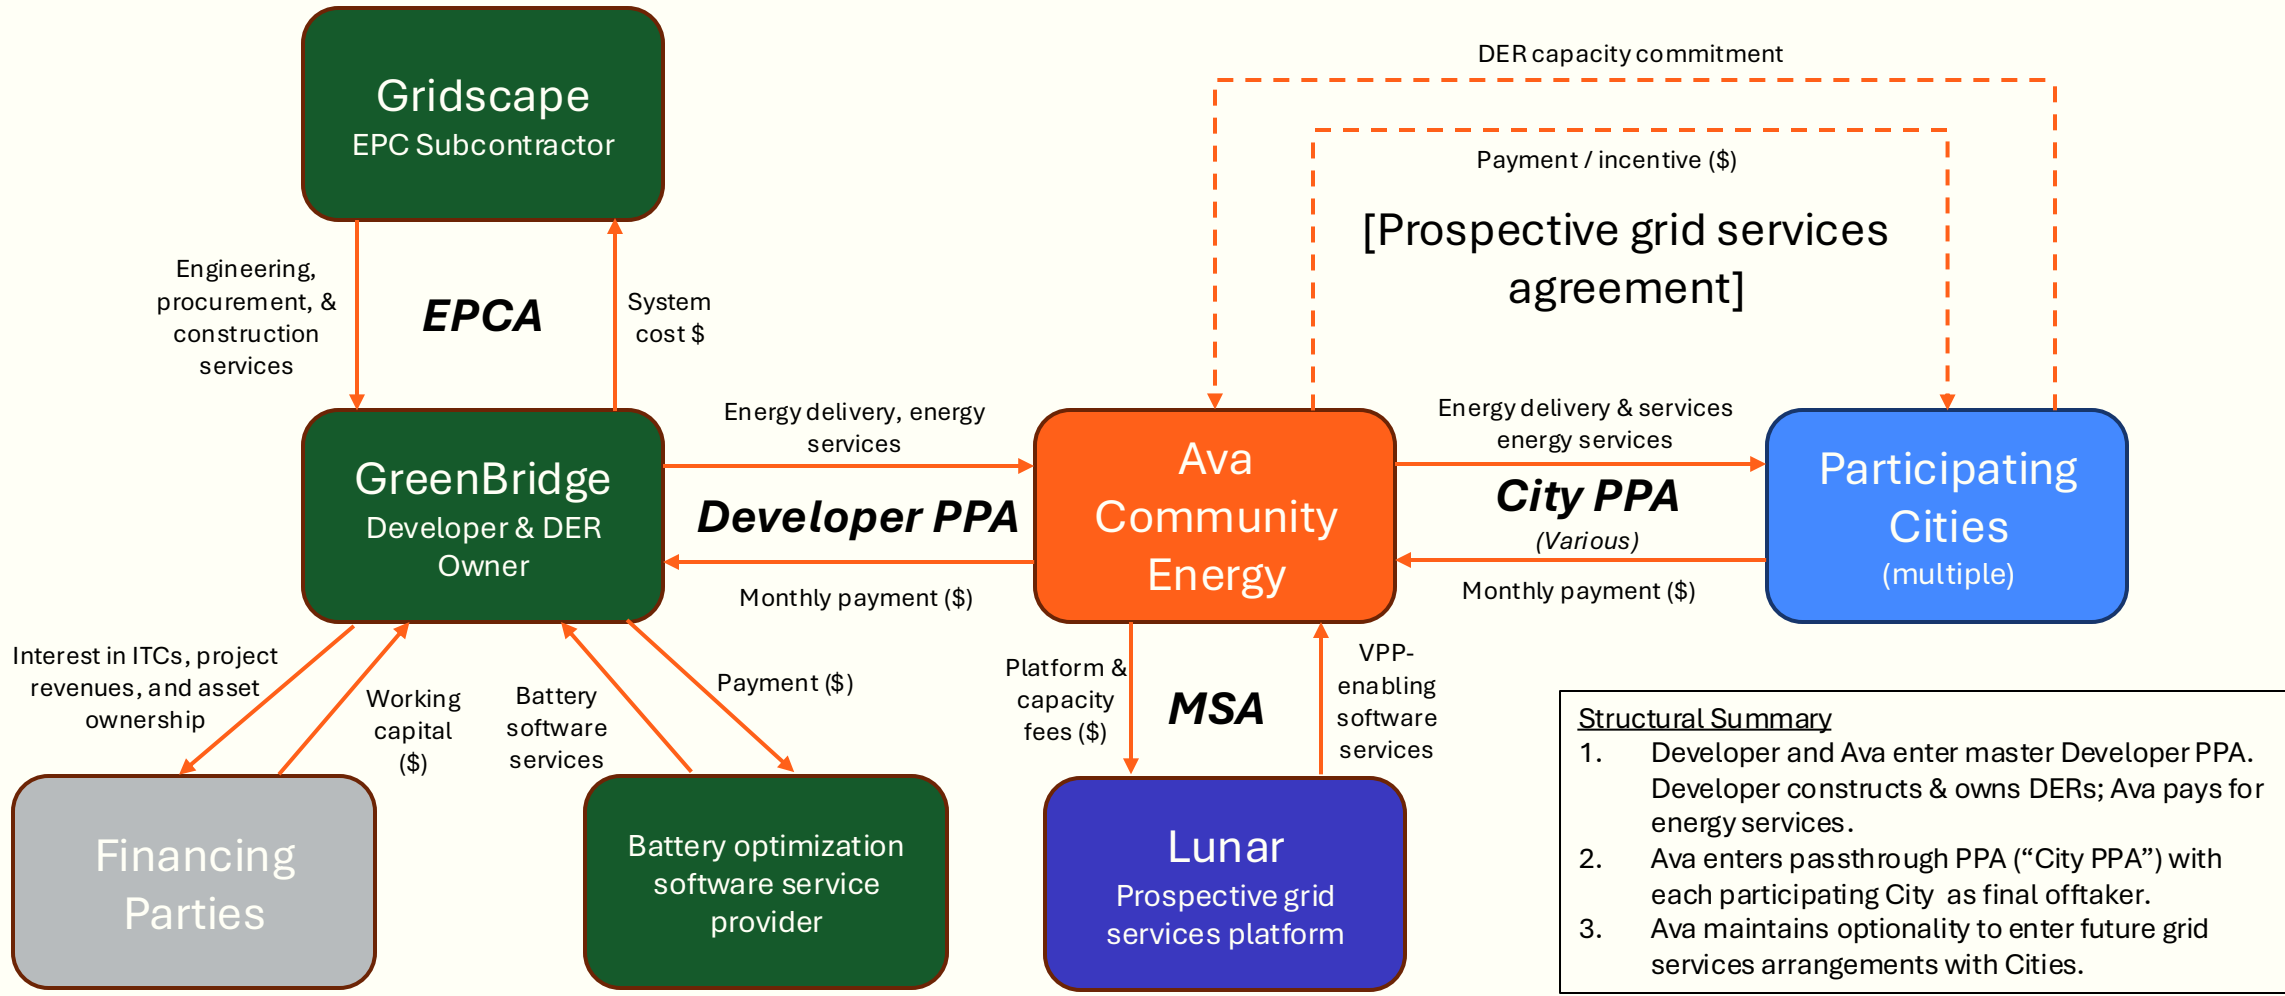 Gridscape
EPC Subcontractor
DER capacity commitment
Payment / incentive ($)
[Prospective grid services
agreement]
Engineering,
procurement, &
construction
services
EPCA
System
cost $
GreenBridge
Developer & DER
Owner
Energy delivery, energy
services
Developer PPA
Monthly payment ($)
Ava
Community
Energy
Energy delivery & services
energy services
City PPA
(Various)
Monthly payment ($)
Participating
Cities
(multiple)
Interest in ITCs, project
revenues, and asset
ownership
Working
capital
($)
Battery
software
services
Payment ($)
Platform &
capacity
fees ($)
MSA
VPP-
enabling
software
services
Financing
Parties
Battery optimization
software service
provider
Lunar
Prospective grid
services platform
Structural Summary
1. Developer and Ava enter master Developer PPA.
Developer constructs & owns DERs; Ava pays for
energy services.
2. Ava enters passthrough PPA (“City PPA”) with
each participating City as final offtaker.
3. Ava maintains optionality to enter future grid
services arrangements with Cities.